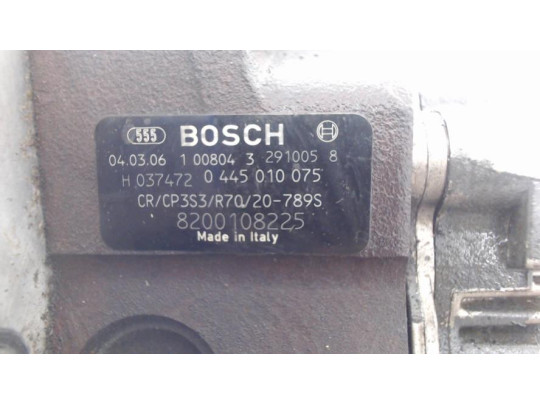 555 BOSCH
04.03.06 1 00804 3 291005 8
H 037472 0 445 010 075
CR/CP3S3/R70/20-789S
8200108225
Made in Italy